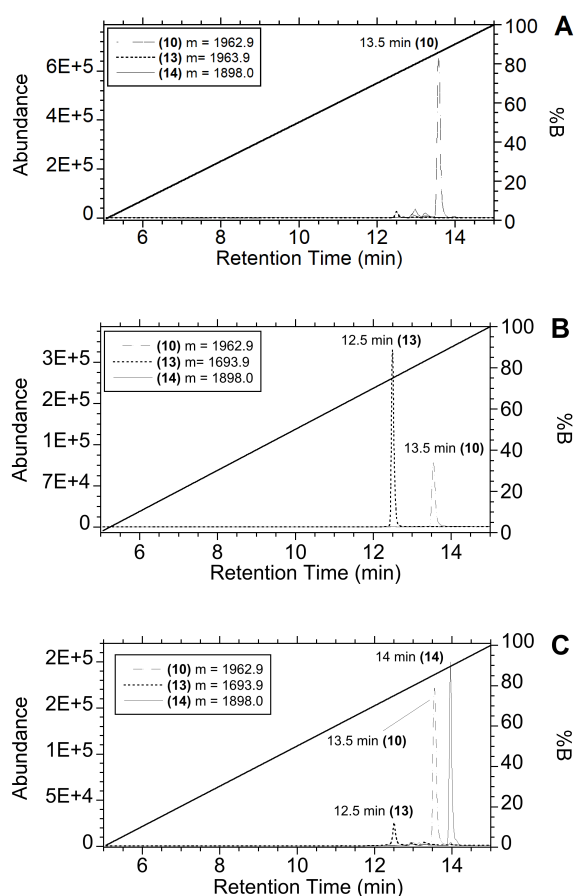 A
(10) m = 1962.9
(13) m = 1963.9
(14) m = 1898.0
13.5 min (10)
6E+5
4E+5
2E+5
0
100
80
60
40
20
0
Abundance
%B
6 8 10 12 14
Retention Time (min)
B
(10) m = 1962.9
(13) m = 1693.9
(14) m = 1898.0
12.5 min (13)
13.5 min (10)
3E+5
2E+5
1E+5
7E+4
0
100
80
60
40
20
0
Abundance
%B
6 8 10 12 14
Retention Time (min)
C
(10) m = 1962.9
(13) m = 1693.9
(14) m = 1898.0
14 min (14)
13.5 min (10)
12.5 min (13)
2E+5
2E+5
1E+5
5E+4
0
100
80
60
40
20
0
Abundance
%B
6 8 10 12 14
Retention Time (min)